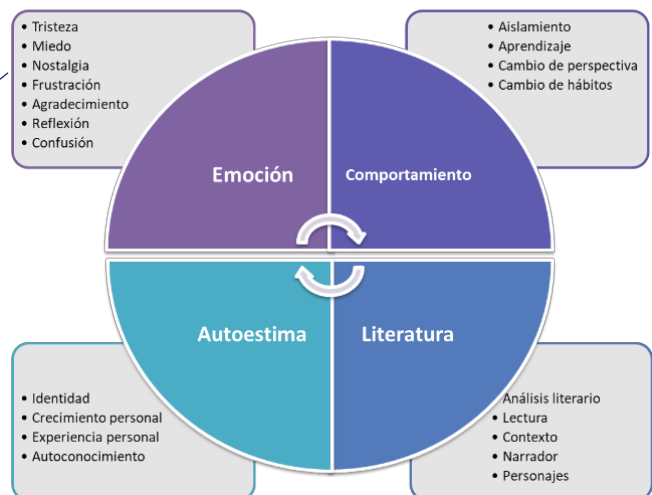 • Tristeza
• Miedo
• Nostalgia
• Frustración
• Agradecimiento
• Reflexión
• Confusión
• Aislamiento
• Aprendizaje
• Cambio de perspectiva
• Cambio de hábitos
Emoción
Comportamiento
Autoestima
Literatura
• Identidad
• Crecimiento personal
• Experiencia personal
• Autoconocimiento
Análisis literario
• Lectura
• Contexto
• Narrador
• Personajes